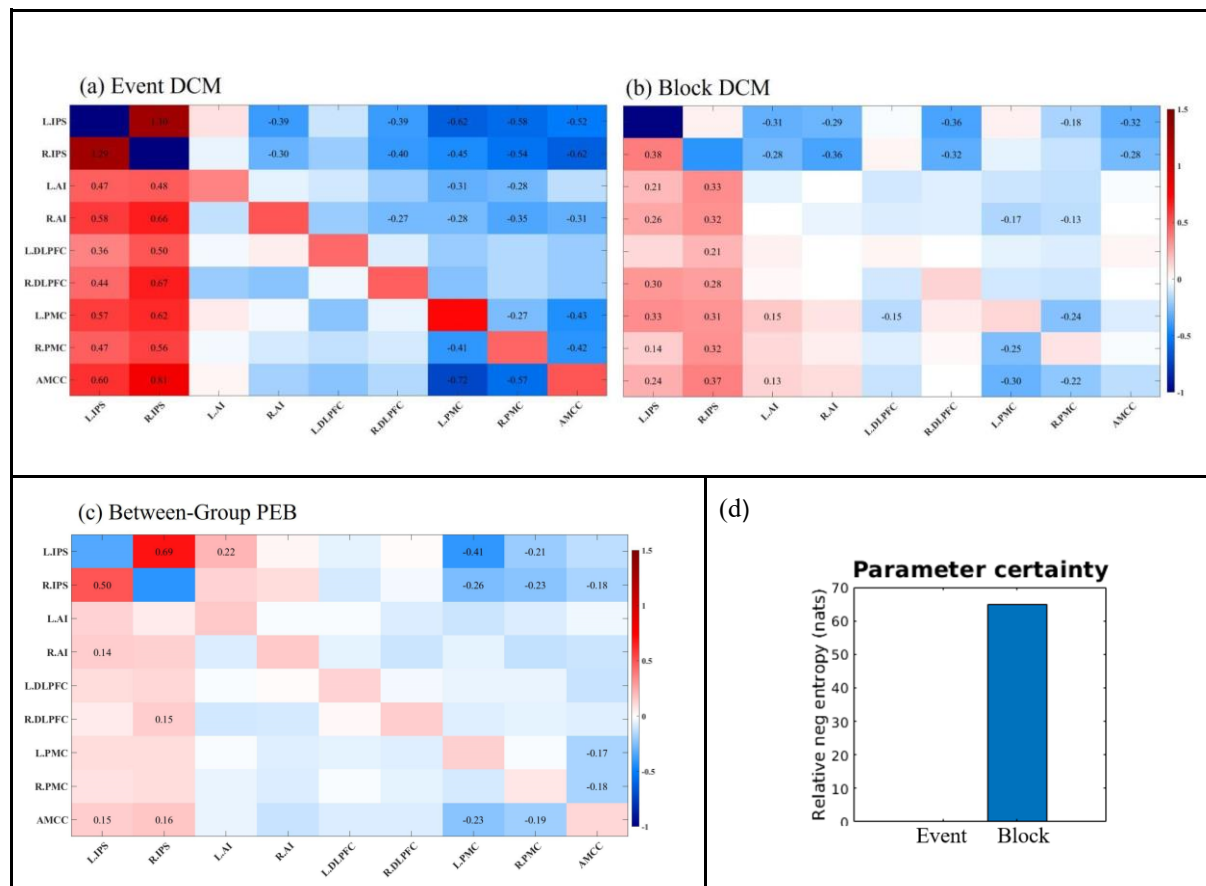 (a) Event DCM
L.IPS -0.39 -0.39 -0.62 -0.58 -0.52
R.IPS -0.30 -0.40 -0.45 -0.54 -0.62
L.AI 0.47 0.48 -0.31 -0.28
R.AI 0.58 0.66 -0.27 -0.28 -0.35 -0.31
L.DLPFC 0.36 0.50
R.DLPFC 0.44 0.67
L.PMC 0.57 0.62 -0.27 -0.43
R.PMC 0.47 0.56 -0.41 -0.42
AMCC 0.60 0.81 -0.72 -0.57
L.IPS R.IPS L.AI R.AI L.DLPFC R.DLPFC L.PMC R.PMC AMCC
(b) Block DCM
-0.31 -0.29 -0.36 -0.18 -0.32
0.38 -0.28 -0.36 -0.32 -0.28
0.21 0.33
0.26 0.32 -0.17 -0.13
0.21
0.30 0.28
0.33 0.31 0.15 -0.15 -0.24
0.14 0.32 -0.25
0.24 0.37 0.13 -0.30 -0.22
L.IPS R.IPS L.AI R.AI L.DLPFC R.DLPFC L.PMC R.PMC AMCC
1.5
1
0.5
0
-0.5
-1
(c) Between-Group PEB
L.IPS 0.69 0.22 -0.41 -0.21
R.IPS 0.50 -0.26 -0.23 -0.18
L.AI
R.AI 0.14
L.DLPFC
R.DLPFC 0.15
L.PMC -0.17
R.PMC -0.18
AMCC 0.15 0.16 -0.23 -0.19
L.IPS R.IPS L.AI R.AI L.DLPFC R.DLPFC L.PMC R.PMC AMCC
1.5
1
0.5
0
-0.5
-1
(d)
Parameter certainty
Relative neg entropy (nats)
70
60
50
40
30
20
10
0
Event Block